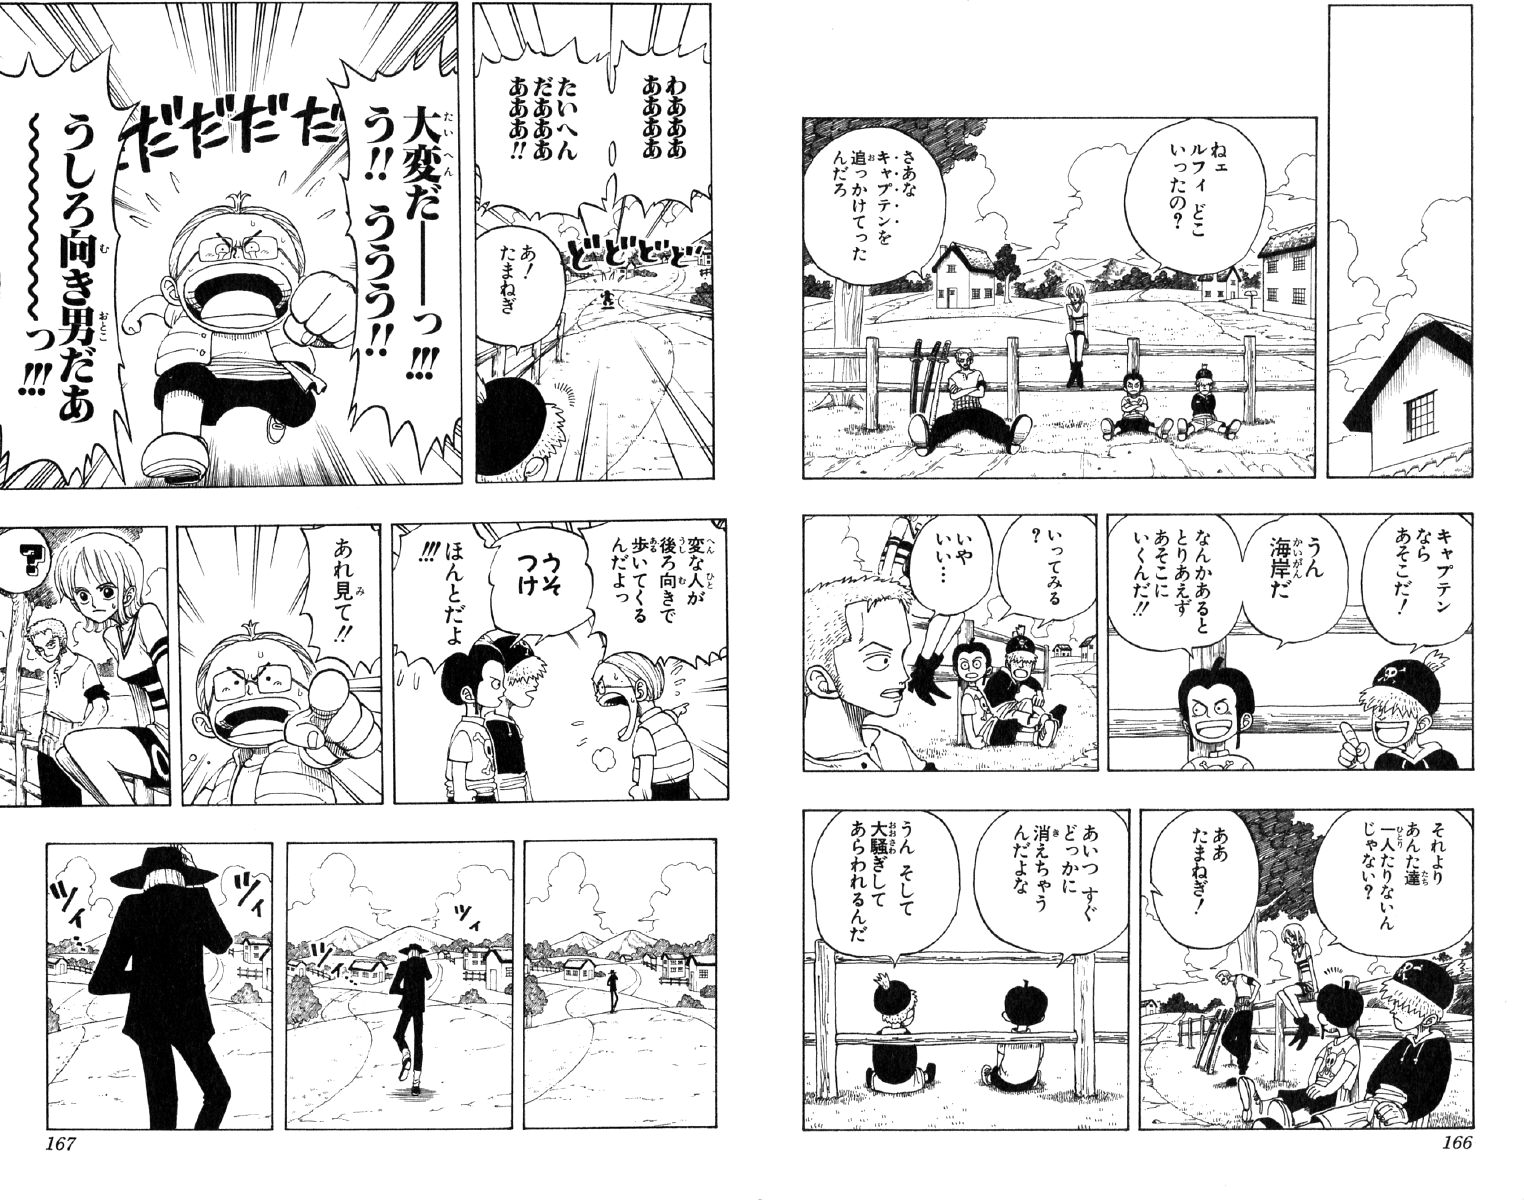 ねェ
ルフィ どこ
いったの?
さあな
キャプテンを
追っかけてった
んだろ
キャプテン
なら
あそこだ!
うん
海岸だ
なんかあると
とりあえず
あそこに
いくんだ!!
いってみる
?
いや
いい…
それより
あんた達
一人たりないん
じゃない?
ああ
たまねぎ!
あいつ すぐ
どっかに
消えちゃう
んだよな
うん そして
大騒ぎして
あらわれるんだ
166
わああああ
ああああ
たいへん
だああああ
ああああ!!
どどどどど
あ!
たまねぎ
だだだだだ
大変だーーっ!!!
う!! ううう!!
うしろ向き男だあ
〜〜〜〜〜〜っ!!!
変な人が
後ろ向きで
歩いてくる
んだよっ
うそ
つけ
ほんとだよ
!!!
あれ見て!!
?
ツィ…
ツィ…
ツィ…
ツィ…
167